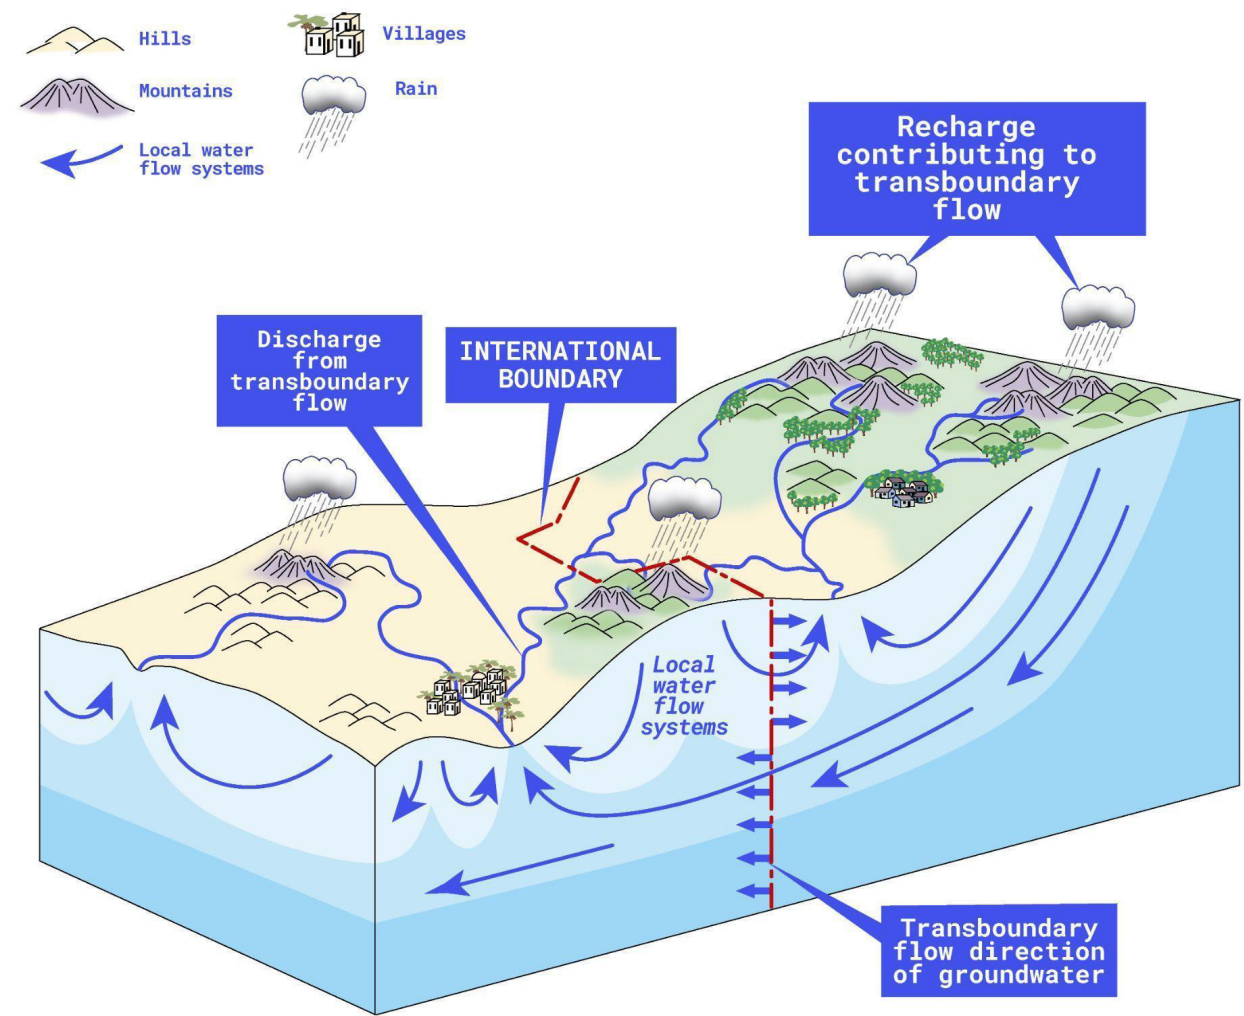 Hills
Villages
Mountains
Rain
Local water
flow systems
Recharge
contributing to
transboundary
flow
Discharge
from
transboundary
flow
INTERNATIONAL
BOUNDARY
Local
water
flow
systems
Transboundary
flow direction
of groundwater